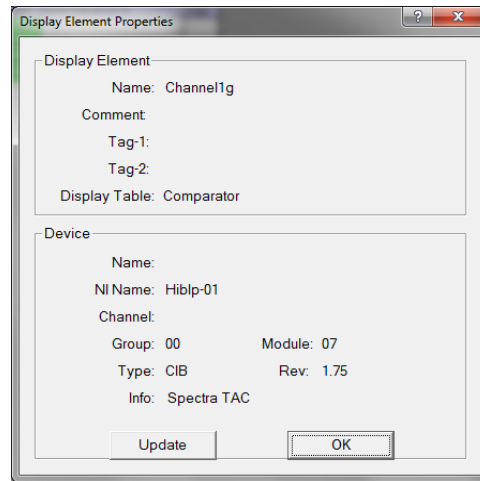 Display Element Properties
Display Element
Name: Channel1g
Comment:
Tag-1:
Tag-2:
Display Table: Comparator
Device
Name:
NI Name: Hiblp-01
Channel:
Group: 00 Module: 07
Type: CIB Rev: 1.75
Info: Spectra TAC
Update OK